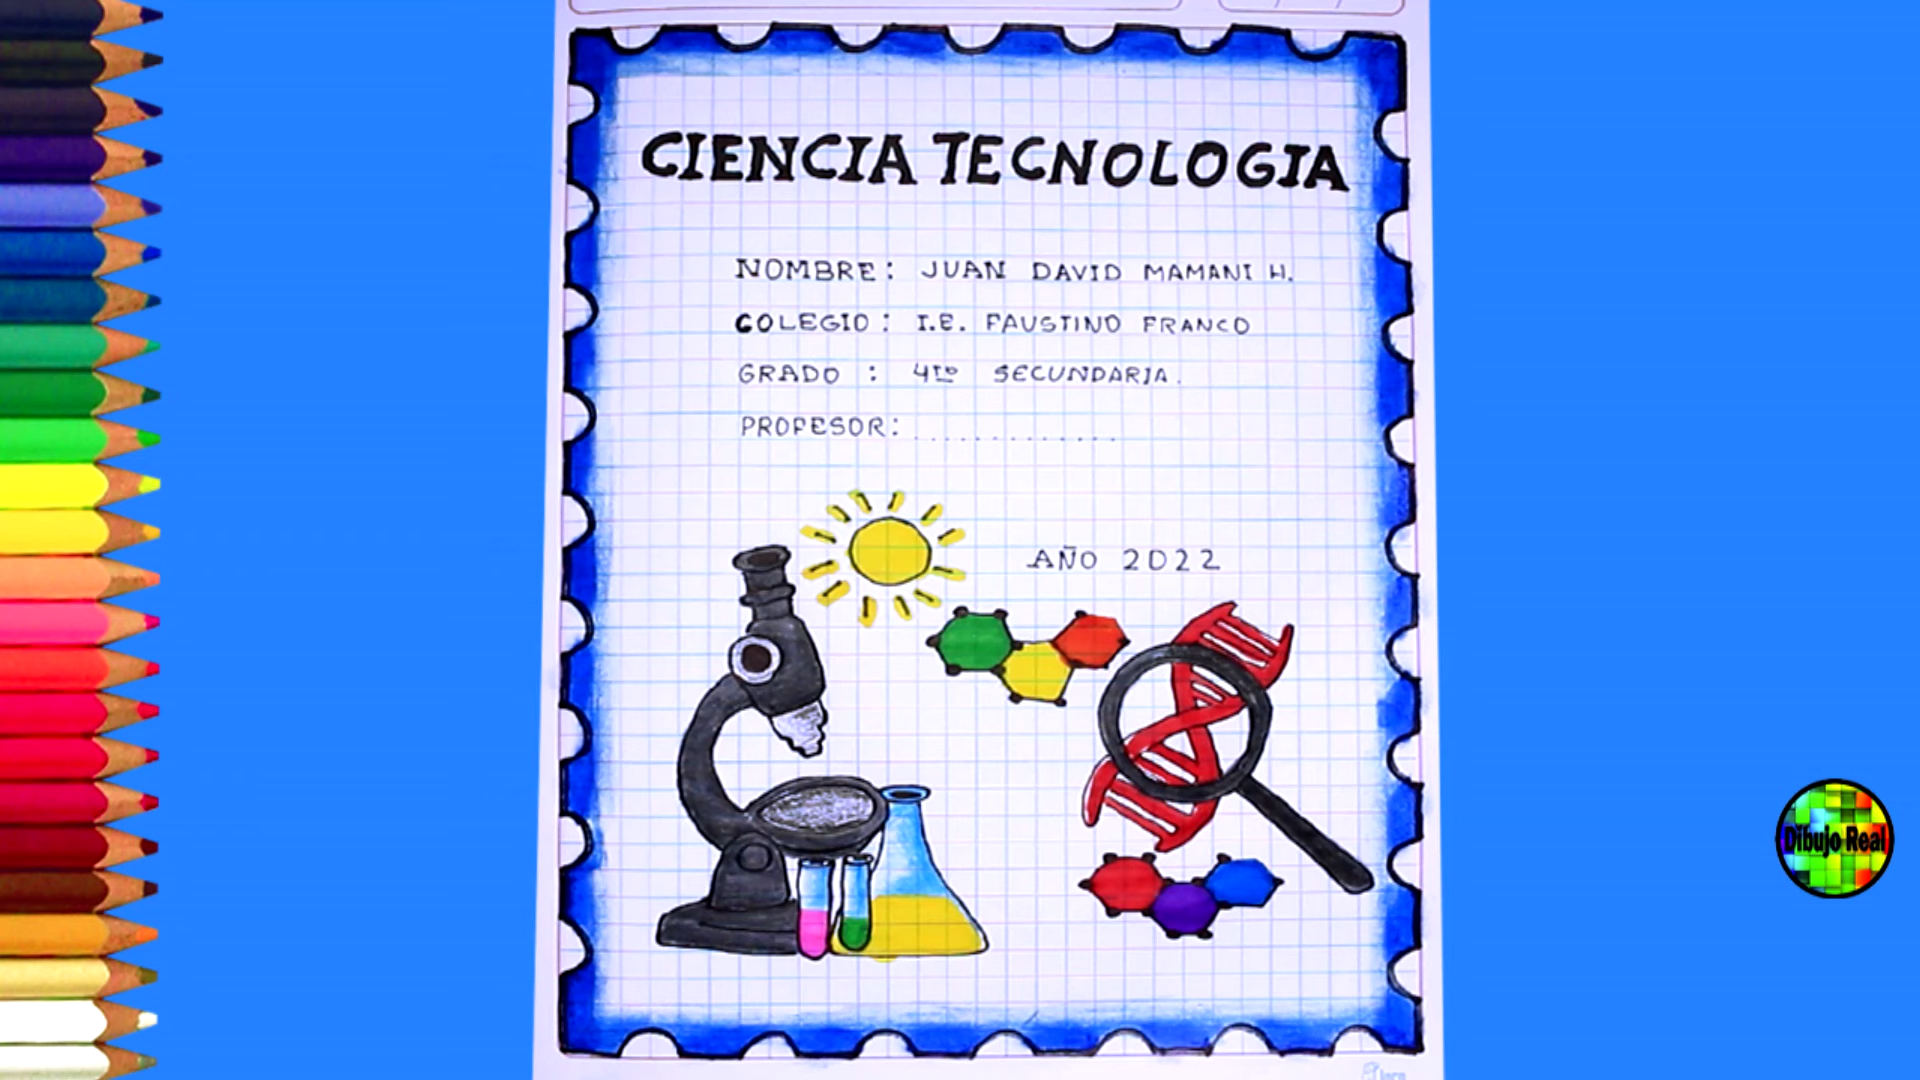 CIENCIA TECNOLOGIA
NOMBRE: JUAN DAVID MAMANI H.
COLEGIO: I.E. FAUSTINO FRANCO
GRADO : 4to SECUNDARIA.
PROFESOR: .............
AÑO 2022
Dibujo Real